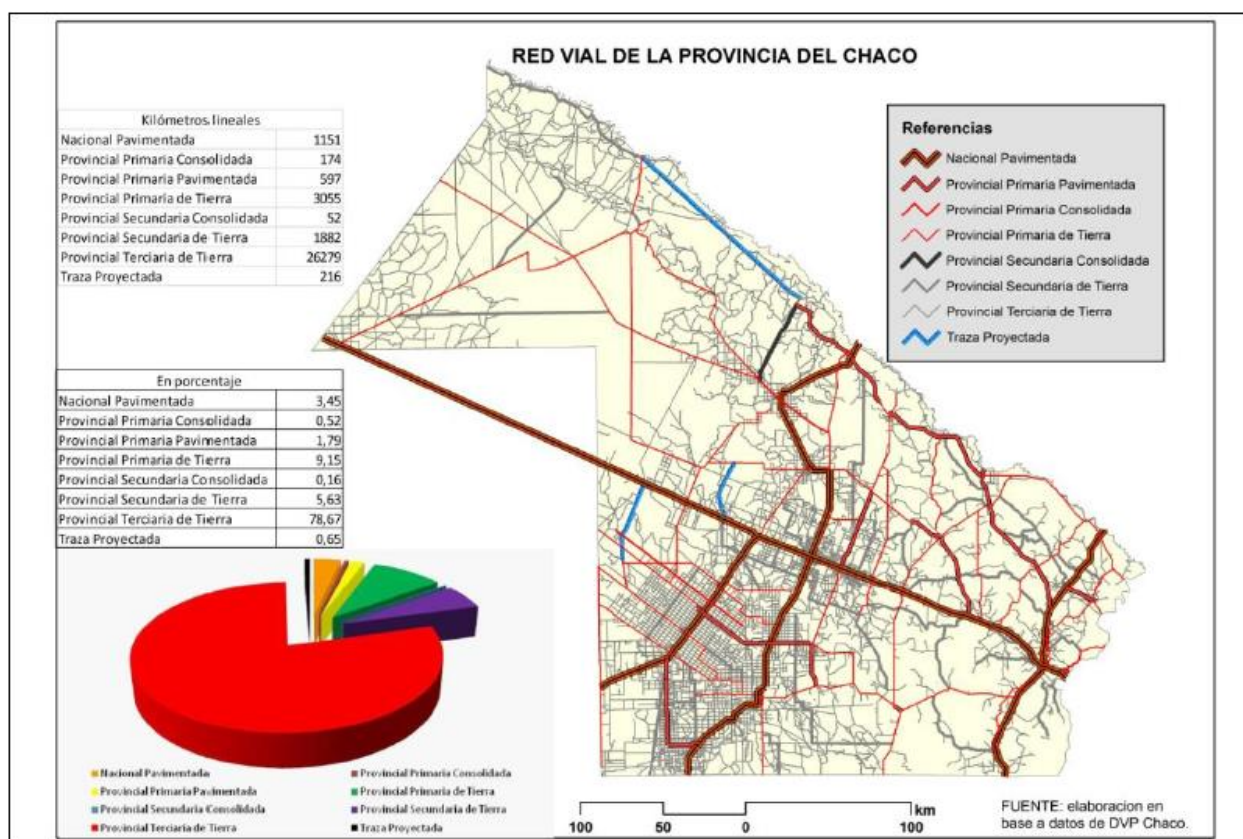 RED VIAL DE LA PROVINCIA DEL CHACO
Kilómetros lineales
Nacional Pavimentada 1151
Provincial Primaria Consolidada 174
Provincial Primaria Pavimentada 597
Provincial Primaria de Tierra 3055
Provincial Secundaria Consolidada 52
Provincial Secundaria de Tierra 1882
Provincial Terciaria de Tierra 26279
Traza Proyectada 216
Referencias
Nacional Pavimentada
Provincial Primaria Pavimentada
Provincial Primaria Consolidada
Provincial Primaria de Tierra
Provincial Secundaria Consolidada
Provincial Secundaria de Tierra
Provincial Terciaria de Tierra
Traza Proyectada
En porcentaje
Nacional Pavimentada 3,45
Provincial Primaria Consolidada 0,52
Provincial Primaria Pavimentada 1,79
Provincial Primaria de Tierra 9,15
Provincial Secundaria Consolidada 0,16
Provincial Secundaria de Tierra 5,63
Provincial Terciaria de Tierra 78,67
Traza Proyectada 0,65
Nacional Pavimentada Provincial Primaria Consolidada
Provincial Primaria Pavimentada Provincial Primaria de Tierra
Provincial Secundaria Consolidada Provincial Secundaria de Tierra
Provincial Terciaria de Tierra Traza Proyectada
km
100 50 0 100
FUENTE: elaboracion en
base a datos de DVP Chaco.